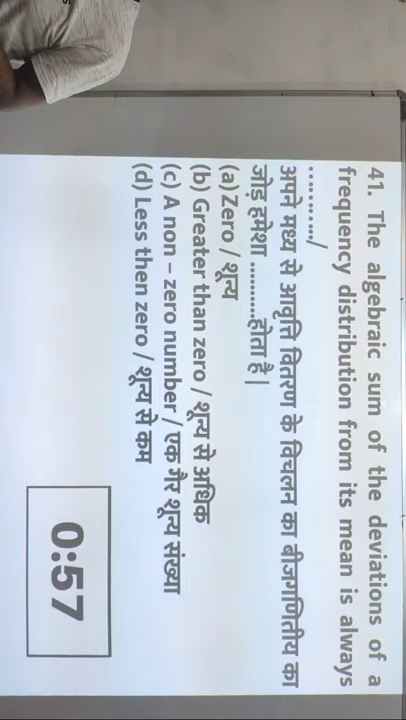 41. The algebraic sum of the deviations of a
frequency distribution from its mean is always
.........../
अपने मध्य से आवृति वितरण के विचलन का बीजगणितीय का
जोड़ हमेशा ..........होता है |
(a)Zero / शून्य
(b) Greater than zero / शून्य से अधिक
(c) A non – zero number / एक गैर शून्य संख्या
(d) Less then zero / शून्य से कम
0:57